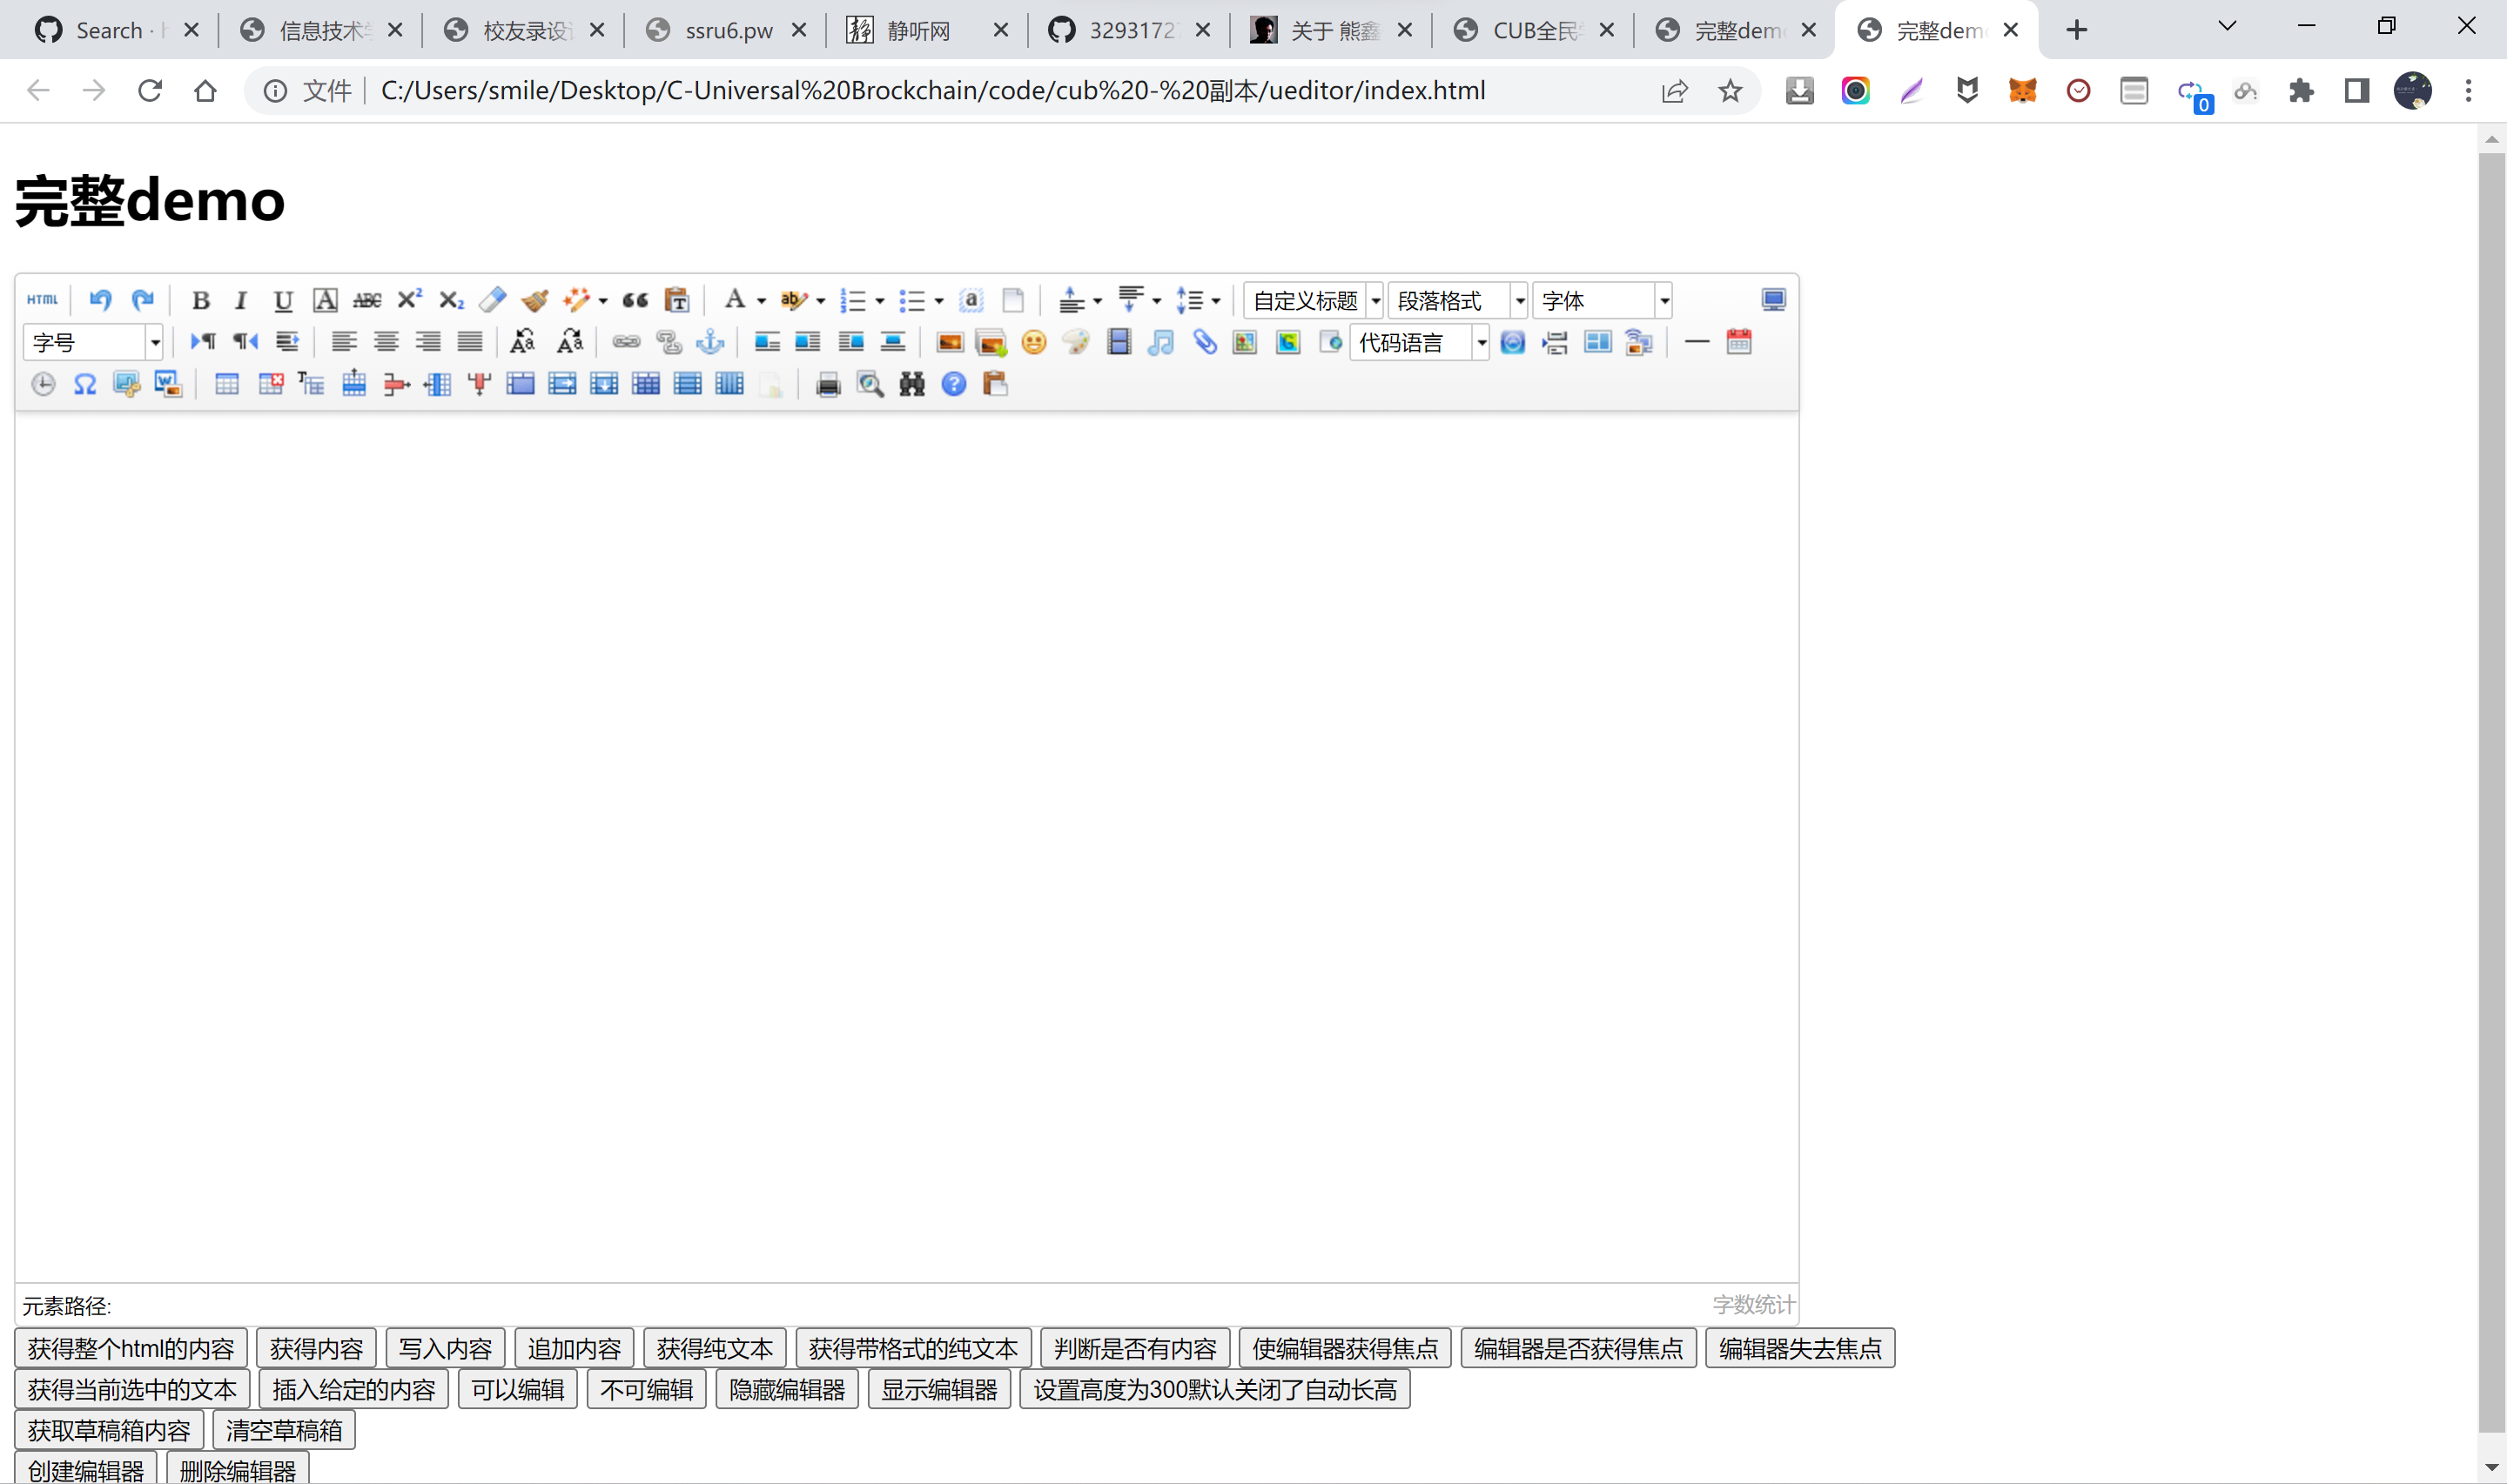 Search · h 信息技术 校友录设 ssru6.pw 静听网 3293172 关于 熊鑫 CUB全民 完整dem 完整dem
文件 C:/Users/smile/Desktop/C-Universal%20Brockchain/code/cub%20-%20副本/ueditor/index.html 0
完整demo
HTML B I U A ABC X² X₂ A ab a 自定义标题 段落格式 字体
字号 Aa Aa 代码语言
Ω W T ?
元素路径: 字数统计
获得整个html的内容 获得内容 写入内容 追加内容 获得纯文本 获得带格式的纯文本 判断是否有内容 使编辑器获得焦点 编辑器是否获得焦点 编辑器失去焦点
获得当前选中的文本 插入给定的内容 可以编辑 不可编辑 隐藏编辑器 显示编辑器 设置高度为300默认关闭了自动长高
获取草稿箱内容 清空草稿箱
创建编辑器 删除编辑器